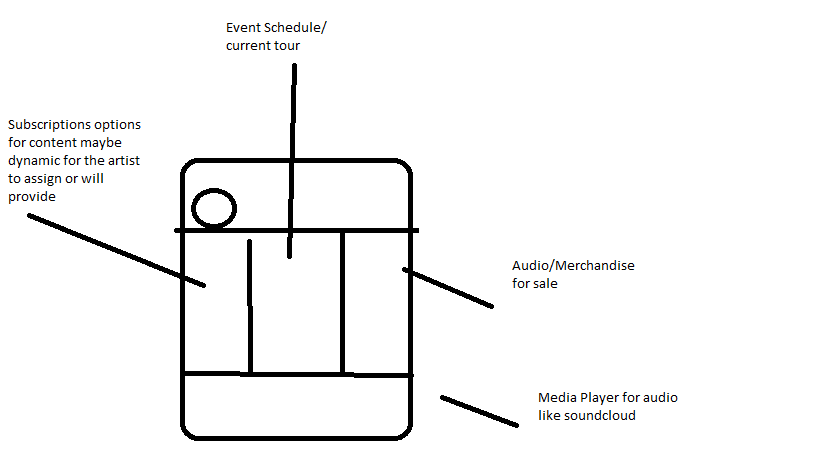 Event Schedule/
current tour
Subscriptions options
for content maybe
dynamic for the artist
to assign or will
provide
Audio/Merchandise
for sale
Media Player for audio
like soundcloud